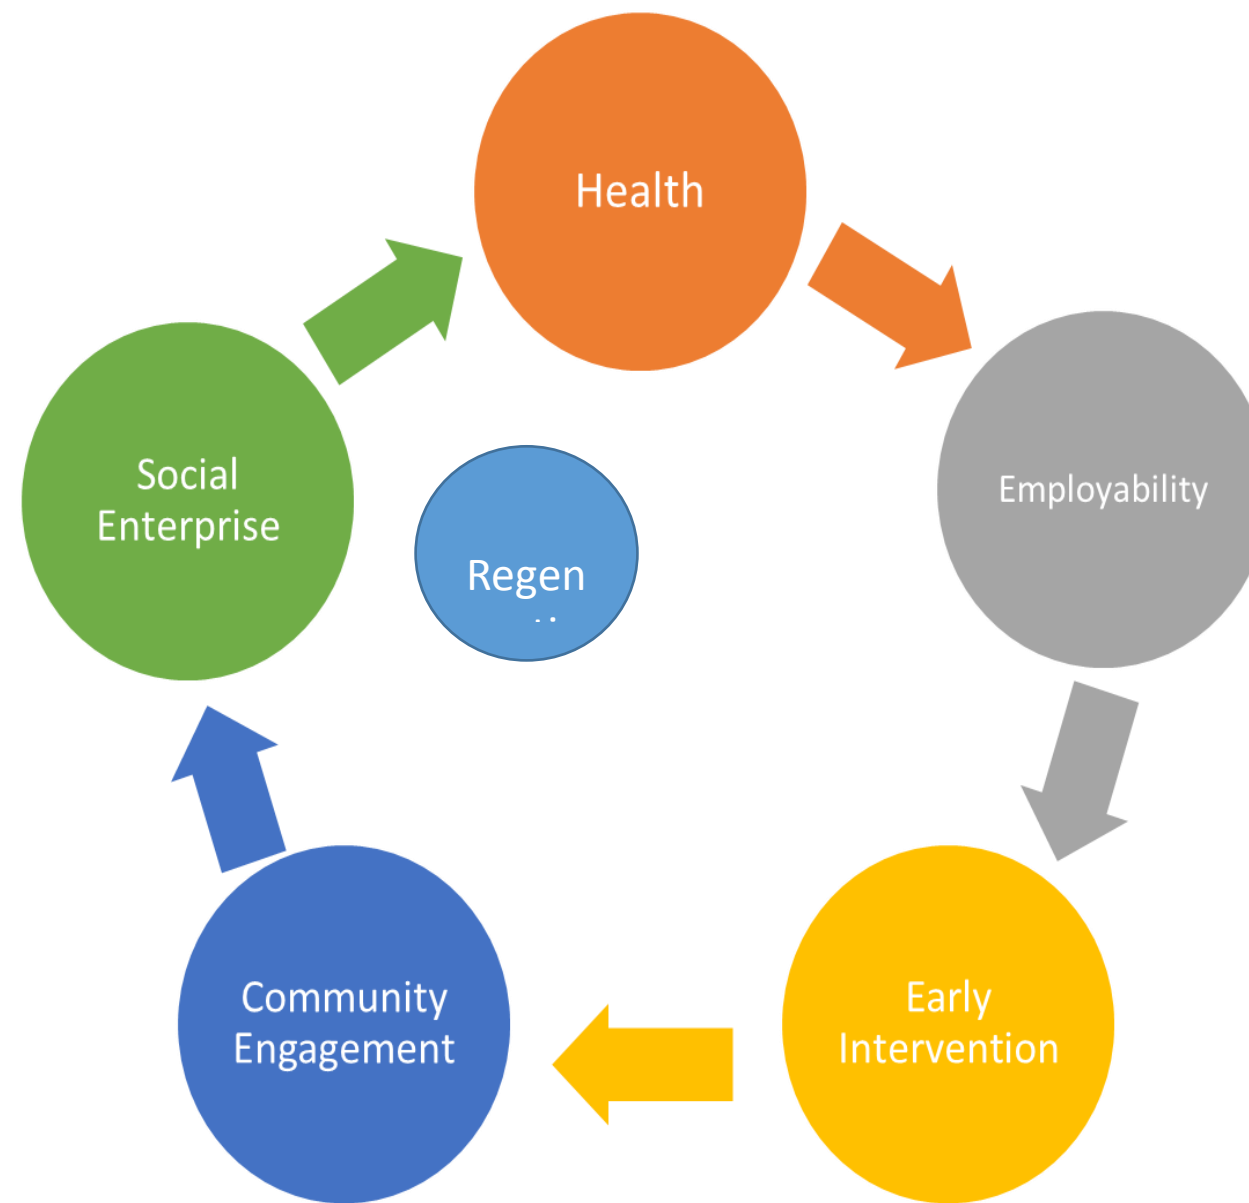 Health
Social
Enterprise
Employability
Regen
Community
Engagement
Early
Intervention